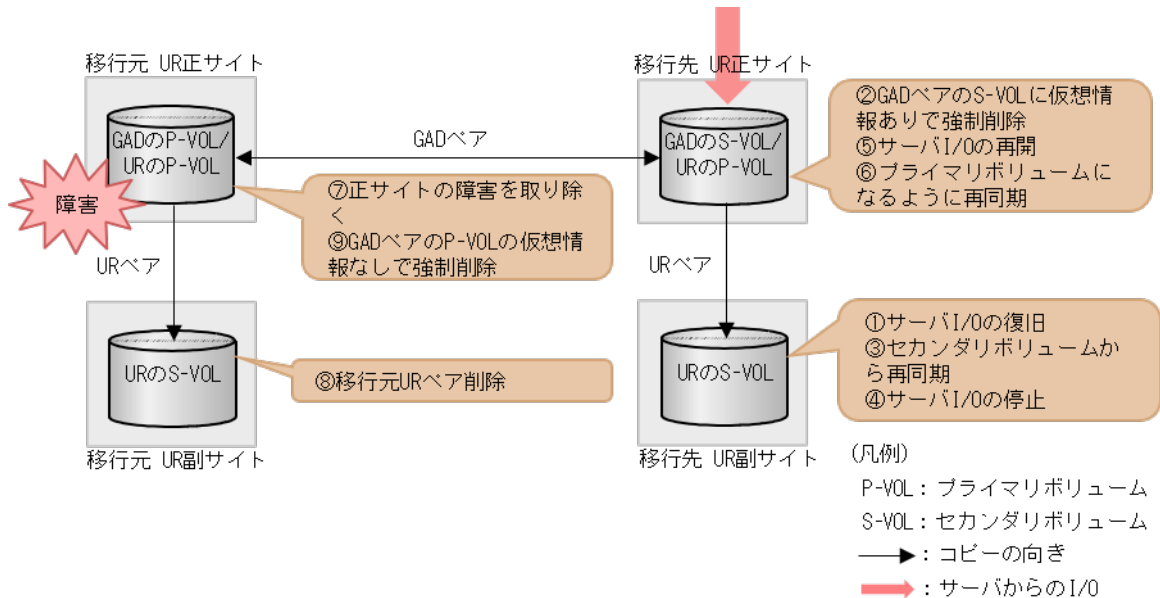 移行元 UR正サイト
移行先 UR正サイト
GADのP-VOL/
URのP-VOL
GADペア
GADのS-VOL/
URのP-VOL
②GADペアのS-VOLに仮想情
報ありで強制削除
⑤サーバI/Oの再開
⑥プライマリボリュームに
なるように再同期
障害
⑦正サイトの障害を取り除
く
⑨GADペアのP-VOLの仮想情
報なしで強制削除
URペア
URペア
URのS-VOL
⑧移行元URペア削除
URのS-VOL
①サーバI/Oの復旧
③セカンダリボリュームか
ら再同期
④サーバI/Oの停止
移行元 UR副サイト
移行先 UR副サイト
(凡例)
P-VOL：プライマリボリューム
S-VOL：セカンダリボリューム
：コピーの向き
：サーバからのI/O